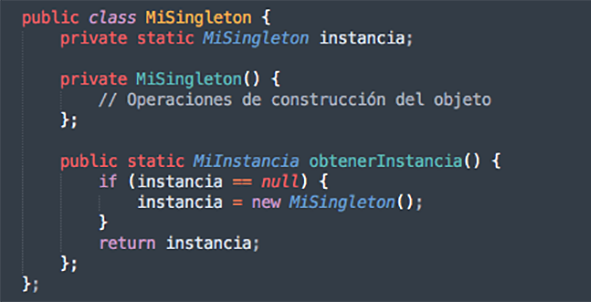 public class MiSingleton {
private static MiSingleton instancia;
private MiSingleton() {
// Operaciones de construcción del objeto
};
public static MiInstancia obtenerInstancia() {
if (instancia == null) {
instancia = new MiSingleton();
}
return instancia;
};
};